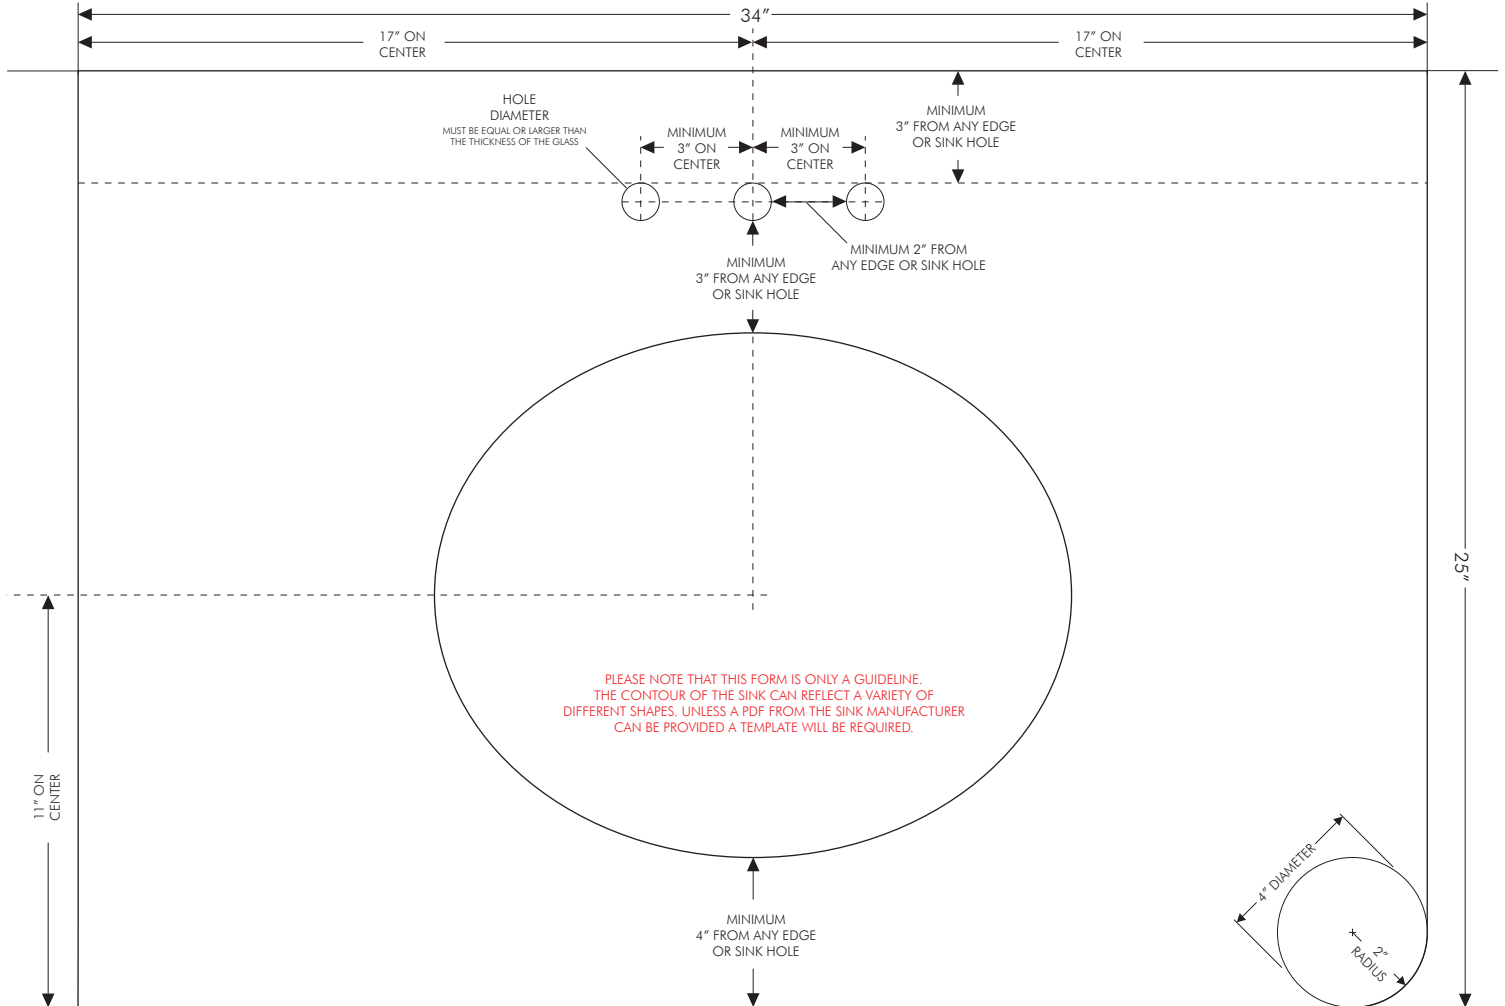 34″
17″ ON
CENTER
17″ ON
CENTER
HOLE
DIAMETER
MUST BE EQUAL OR LARGER THAN
THE THICKNESS OF THE GLASS
MINIMUM
3″ ON
CENTER
MINIMUM
3″ ON
CENTER
MINIMUM
3″ FROM ANY EDGE
OR SINK HOLE
MINIMUM
3″ FROM ANY EDGE
OR SINK HOLE
MINIMUM 2″ FROM
ANY EDGE OR SINK HOLE
25″
PLEASE NOTE THAT THIS FORM IS ONLY A GUIDELINE.
THE CONTOUR OF THE SINK CAN REFLECT A VARIETY OF
DIFFERENT SHAPES. UNLESS A PDF FROM THE SINK MANUFACTURER
CAN BE PROVIDED A TEMPLATE WILL BE REQUIRED.
11″ ON
CENTER
MINIMUM
4″ FROM ANY EDGE
OR SINK HOLE
4″ DIAMETER
2″
RADIUS